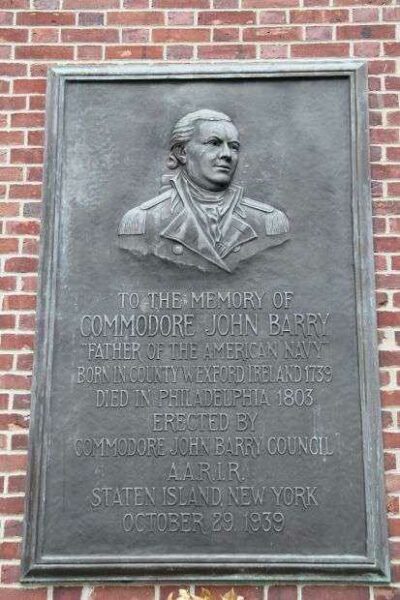 TO THE MEMORY OF
COMMODORE JOHN BARRY
"FATHER OF THE AMERICAN NAVY"
BORN IN COUNTY WEXFORD IRELAND 1739
DIED IN PHILADELPHIA 1803
ERECTED BY
COMMODORE JOHN BARRY COUNCIL
A.A.R.I.R.
STATEN ISLAND, NEW YORK
OCTOBER 29, 1939